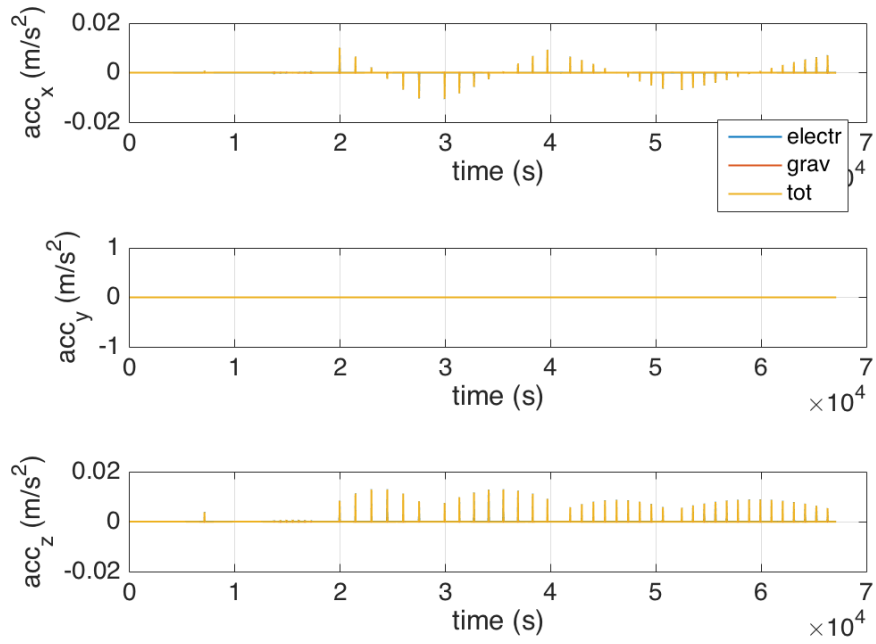 0.02
0
-0.02
acc_x (m/s^2)
0 1 2 3 4 5 6 7
time (s)
0^4
electr
grav
tot
1
0
-1
acc_y (m/s^2)
0 1 2 3 4 5 6 7
time (s)
×10^4
0.02
0
-0.02
acc_z (m/s^2)
0 1 2 3 4 5 6 7
time (s)
×10^4